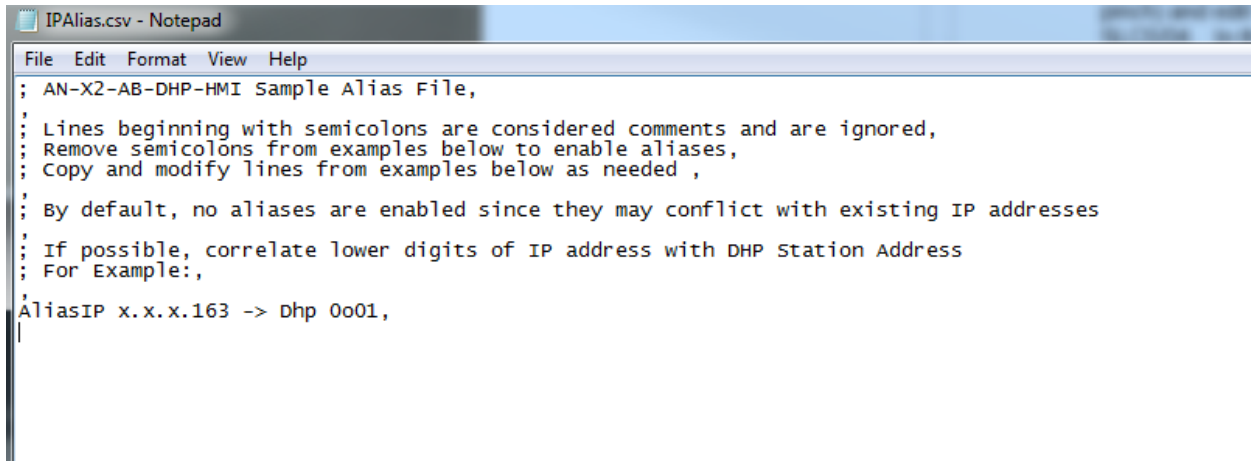 IPAlias.csv - Notepad
File Edit Format View Help
; AN-X2-AB-DHP-HMI Sample Alias File,
;
; Lines beginning with semicolons are considered comments and are ignored,
; Remove semicolons from examples below to enable aliases,
; Copy and modify lines from examples below as needed ,
;
; By default, no aliases are enabled since they may conflict with existing IP addresses
;
; If possible, correlate lower digits of IP address with DHP Station Address
; For Example:,
;
AliasIP x.x.x.163 -> Dhp 0o01,